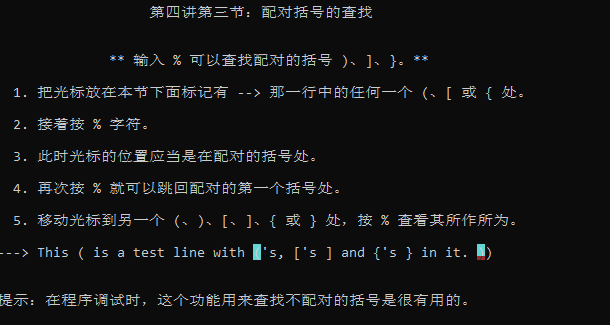 第四讲第三节：配对括号的查找
** 输入 % 可以查找配对的括号 )、]、}。**
1. 把光标放在本节下面标记有 --> 那一行中的任何一个 (、[ 或 { 处。
2. 接着按 % 字符。
3. 此时光标的位置应当是在配对的括号处。
4. 再次按 % 就可以跳回配对的第一个括号处。
5. 移动光标到另一个 (、)、[、]、{ 或 } 处，按 % 查看其所作所为。
---> This ( is a test line with ('s, ['s ] and {'s } in it. ))
提示：在程序调试时，这个功能用来查找不配对的括号是很有用的。